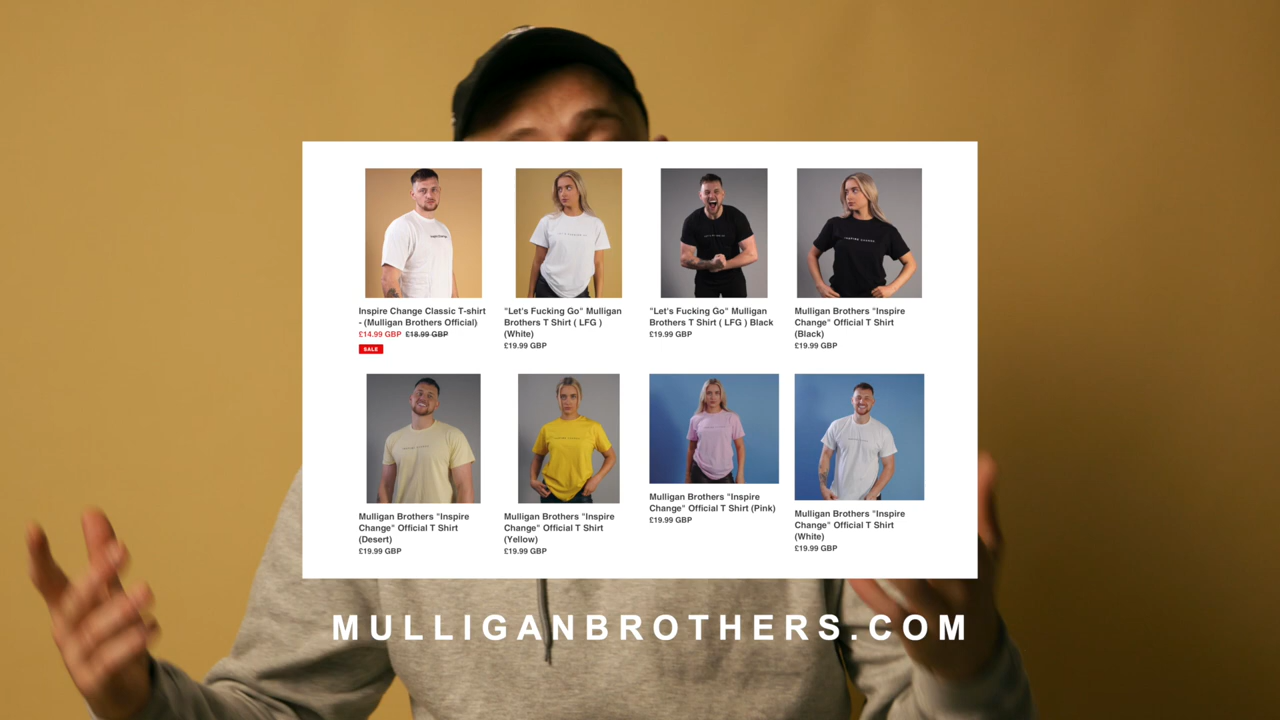 Inspire Change Classic T-shirt
- (Mulligan Brothers Official)
£14.99 GBP £18.99 GBP
SALE
"Let's Fucking Go" Mulligan
Brothers T Shirt ( LFG )
(White)
£19.99 GBP
"Let's Fucking Go" Mulligan
Brothers T Shirt ( LFG ) Black
£19.99 GBP
Mulligan Brothers "Inspire
Change" Official T Shirt
(Black)
£19.99 GBP
Mulligan Brothers "Inspire
Change" Official T Shirt
(Desert)
£19.99 GBP
Mulligan Brothers "Inspire
Change" Official T Shirt
(Yellow)
£19.99 GBP
Mulligan Brothers "Inspire
Change" Official T Shirt (Pink)
£19.99 GBP
Mulligan Brothers "Inspire
Change" Official T Shirt
(White)
£19.99 GBP
MULLIGANBROTHERS.COM